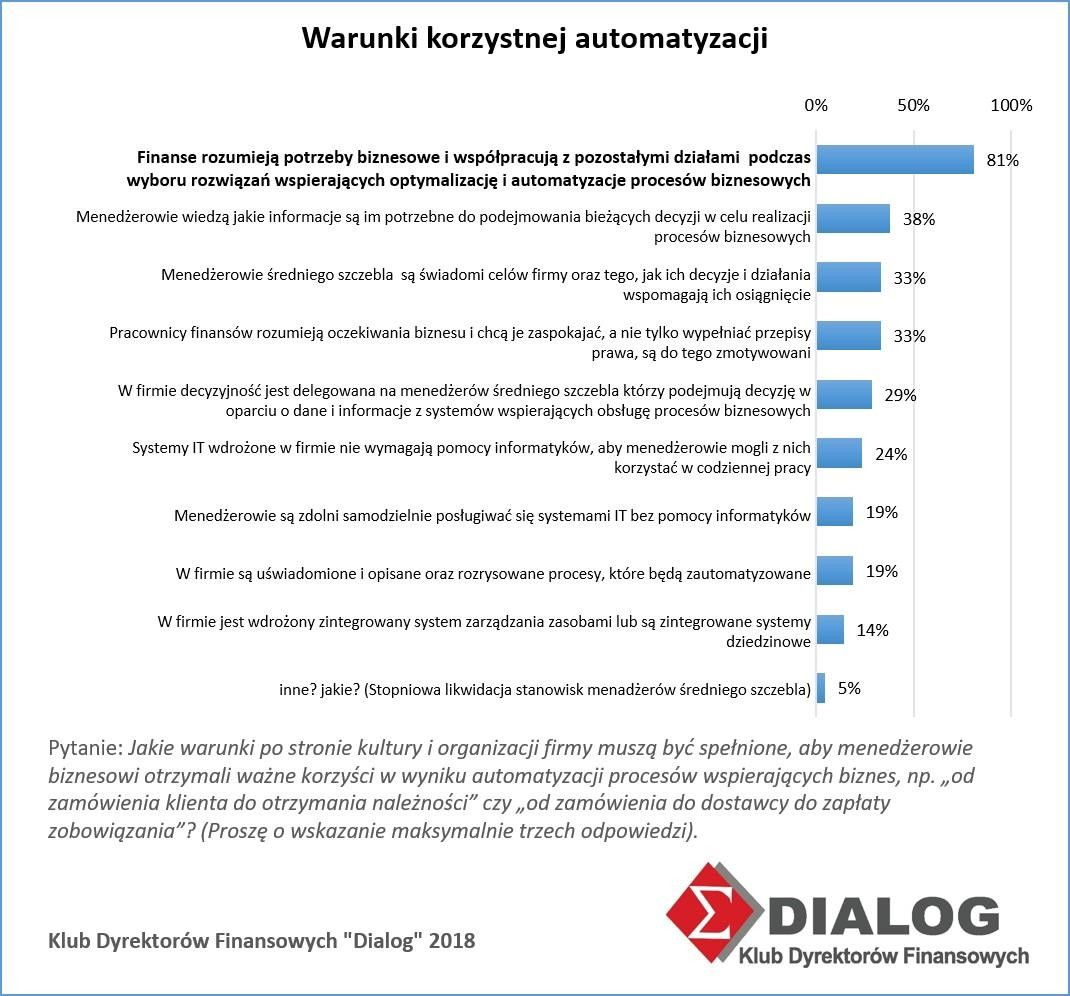 Warunki korzystnej automatyzacji
0% 50% 100%
Finanse rozumieją potrzeby biznesowe i współpracują z pozostałymi działami podczas
wyboru rozwiązań wspierających optymalizację i automatyzacje procesów biznesowych
81%
Menedżerowie wiedzą jakie informacje są im potrzebne do podejmowania bieżących decyzji w celu realizacji
procesów biznesowych
38%
Menedżerowie średniego szczebla są świadomi celów firmy oraz tego, jak ich decyzje i działania
wspomagają ich osiągnięcie
33%
Pracownicy finansów rozumieją oczekiwania biznesu i chcą je zaspokajać, a nie tylko wypełniać przepisy
prawa, są do tego zmotywowani
33%
W firmie decyzyjność jest delegowana na menedżerów średniego szczebla którzy podejmują decyzję w
oparciu o dane i informacje z systemów wspierających obsługę procesów biznesowych
29%
Systemy IT wdrożone w firmie nie wymagają pomocy informatyków, aby menedżerowie mogli z nich
korzystać w codziennej pracy
24%
Menedżerowie są zdolni samodzielnie posługiwać się systemami IT bez pomocy informatyków
19%
W firmie są uświadomione i opisane oraz rozrysowane procesy, które będą zautomatyzowane
19%
W firmie jest wdrożony zintegrowany system zarządzania zasobami lub są zintegrowane systemy
dziedzinowe
14%
inne? jakie? (Stopniowa likwidacja stanowisk menadżerów średniego szczebla)
5%
Pytanie: Jakie warunki po stronie kultury i organizacji firmy muszą być spełnione, aby menedżerowie
biznesowi otrzymali ważne korzyści w wyniku automatyzacji procesów wspierających biznes, np. „od
zamówienia klienta do otrzymania należności” czy „od zamówienia do dostawcy do zapłaty
zobowiązania”? (Proszę o wskazanie maksymalnie trzech odpowiedzi).
Klub Dyrektorów Finansowych "Dialog" 2018
Σ DIALOG
Klub Dyrektorów Finansowych